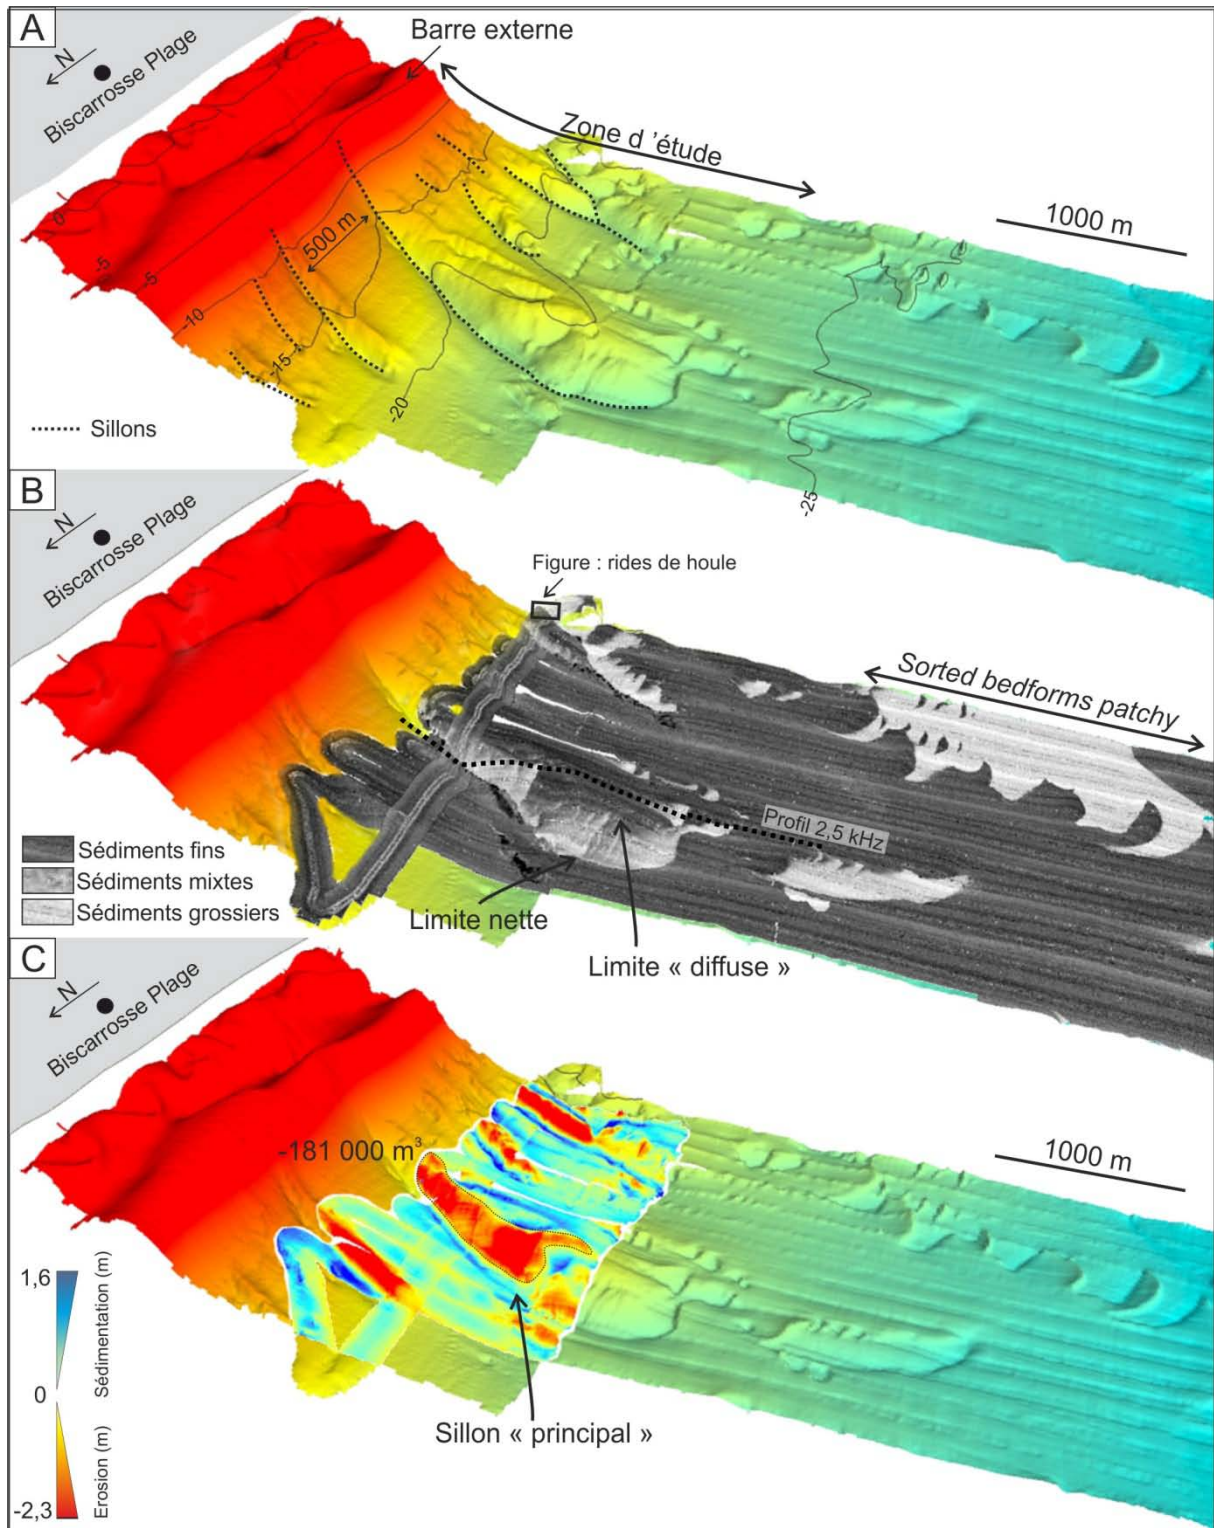 A
N
Biscarrosse Plage
Barre externe
Zone d ’étude
1000 m
500 m
0
-5
-5
-10
-15
-20
-25
Sillons
B
N
Biscarrosse Plage
Figure : rides de houle
Sorted bedforms patchy
Profil 2,5 kHz
Sédiments fins
Sédiments mixtes
Sédiments grossiers
Limite nette
Limite « diffuse »
C
N
Biscarrosse Plage
-181 000 m³
1000 m
1,6
Sédimentation (m)
0
Erosion (m)
-2,3
Sillon « principal »